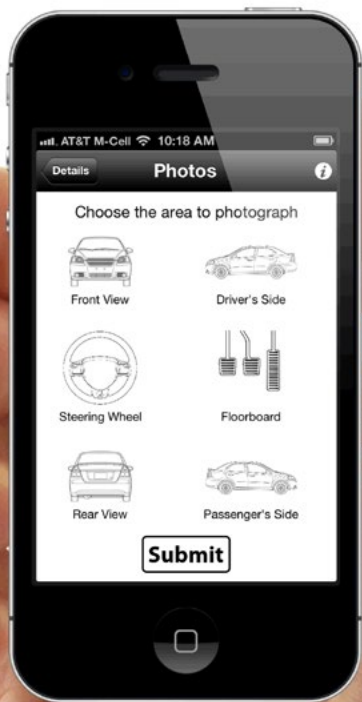 AT&T M-Cell 10:18 AM
Details Photos i
Choose the area to photograph
Front View Driver's Side
Steering Wheel Floorboard
Rear View Passenger's Side
Submit